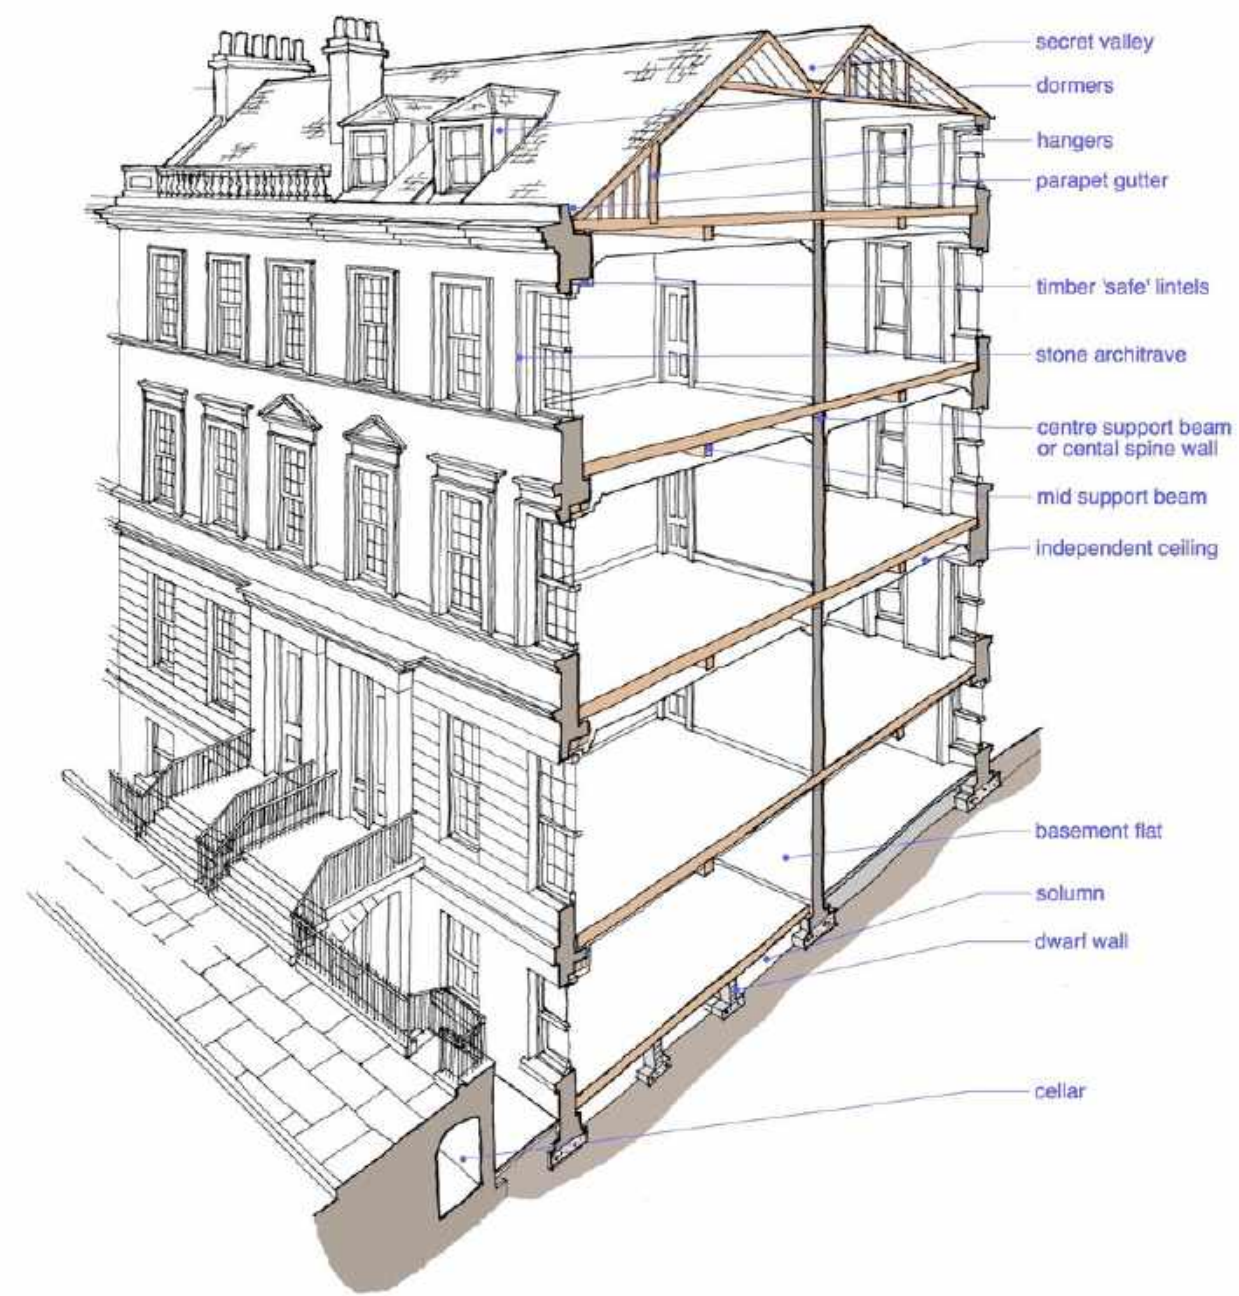 secret valley
dormers
hangers
parapet gutter
timber 'safe' lintels
stone architrave
centre support beam
or cental spine wall
mid support beam
independent ceiling
basement flat
solumn
dwarf wall
cellar